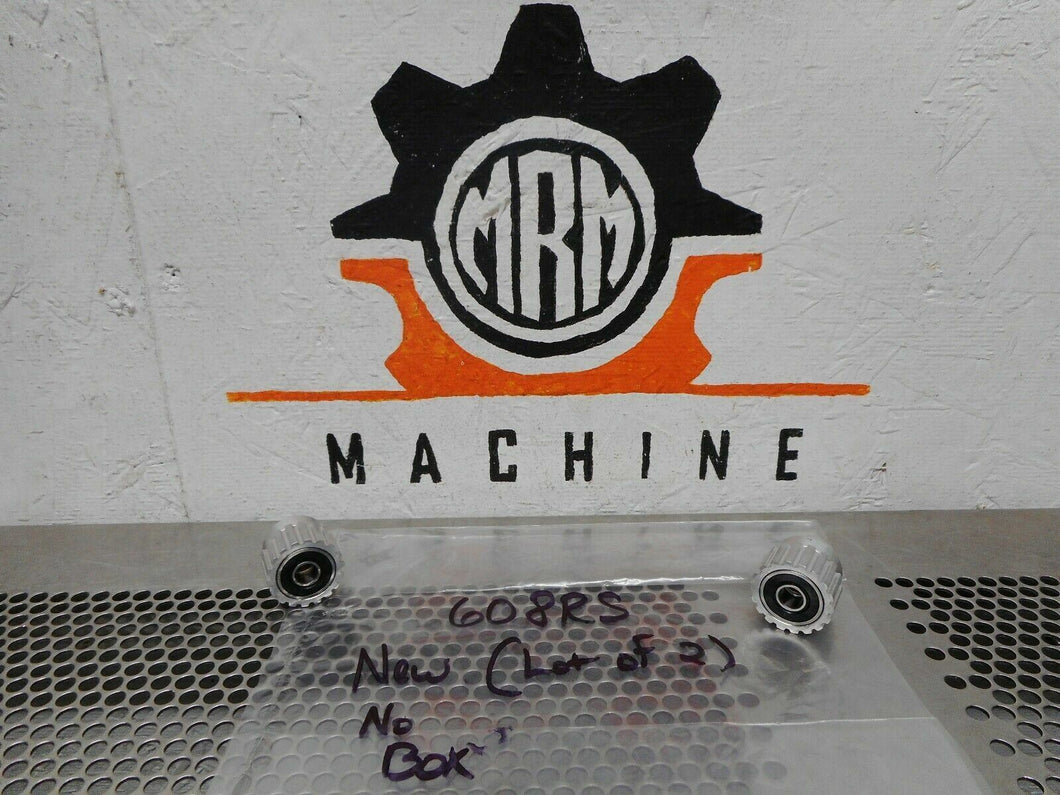 MRM
MACHINE
608RS
New (Lot of 2)
No
Box